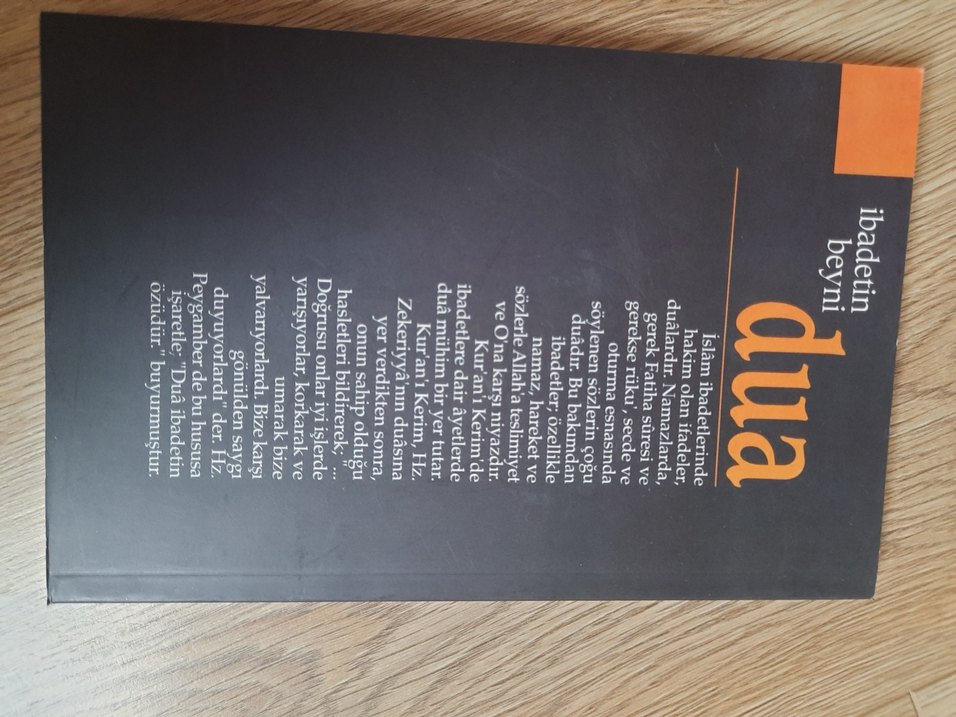 ibadetin
beyni
dua
İslâm ibadetlerinde
hakim olan ifadeler,
duâlardır. Namazlarda,
gerek Fatiha sûresi ve
gerekse rüku', secde ve
oturma esnasında
söylenen sözlerin çoğu
duâdır. Bu bakımdan
ibadetler; özellikle
namaz, hareket ve
sözlerle Allah'a teslimiyet
ve O'na karşı niyazdır.
Kur'an'ı Kerim'de
ibadetlere dair âyetlerde
duâ mühim bir yer tutar.
Kur'an'ı Kerim, Hz.
Zekeriyyâ'nın duâsına
yer verdikten sonra,
onun sahip olduğu
hasletleri bildirerek; "...
Doğrusu onlar iyi işlerde
yarışıyorlar, korkarak ve
umarak bize
yalvarıyorlardı. Bize karşı
gönülden saygı
duyuyorlardı" der. Hz.
Peygamber de bu hususa
işaretle; "Duâ ibadetin
özüdür." buyurmuştur.